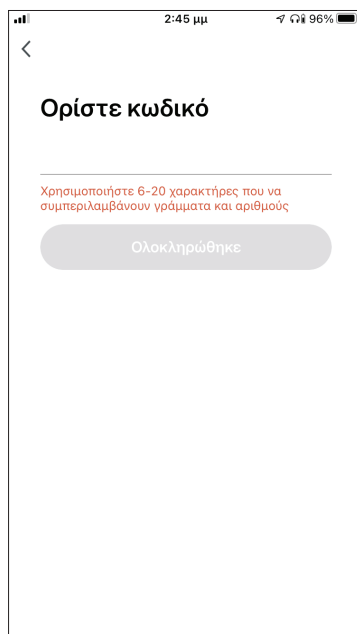 2:45 μμ 96%
Ορίστε κωδικό
Χρησιμοποιήστε 6-20 χαρακτήρες που να
συμπεριλαμβάνουν γράμματα και αριθμούς
Ολοκληρώθηκε